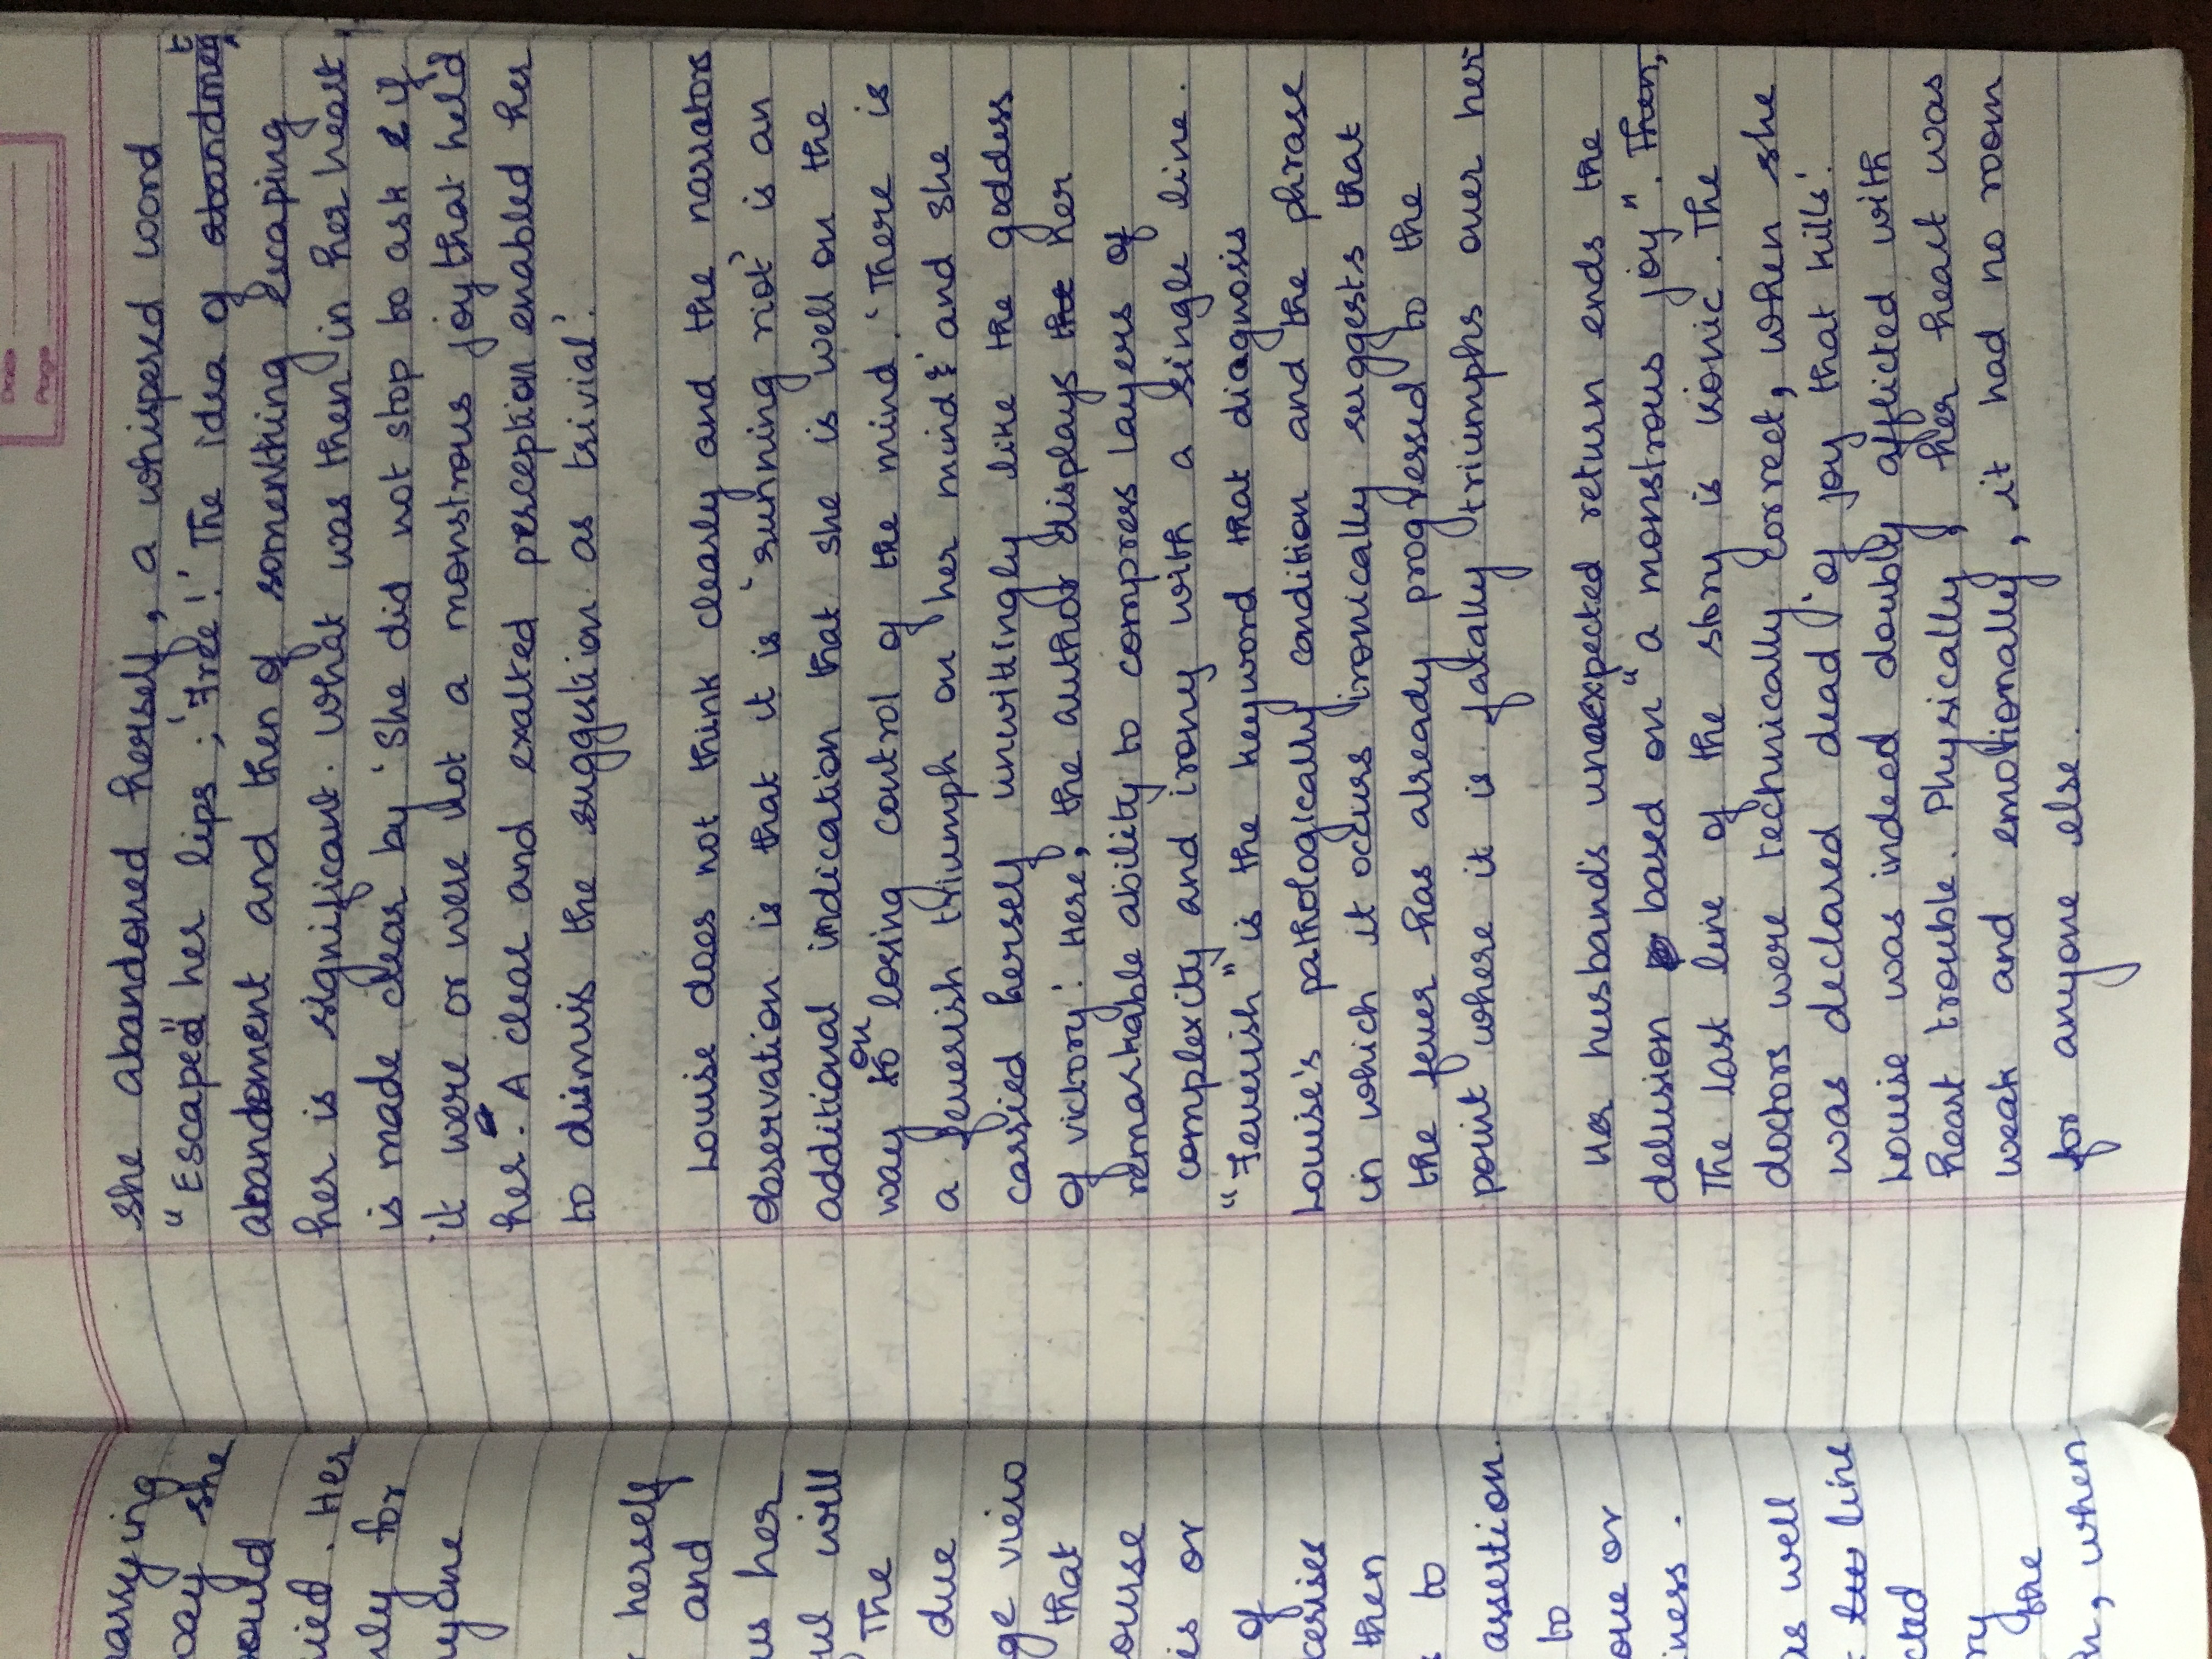 Date
Page
marrying
way she
would
ried. Her
nly for
nyone
herself
and
us her
ul will
The
due
ge view
that
ourse
is or
of
cerises
then
s to
assertion.
to
ove or
iness.
as well
line
cted
ry
the
, when
she abandoned herself, a whispered word
"Escaped" her lips ; 'Free!' The idea of abandment
abandoment and then of somenthing escaping
her is significant. What was then in her heart,
is made clear by 'She did not stop to ask if
it were or were not a monstrous joy that held
her. A clear and exalted perception enabled her
to dismiss the suggestion as trivial'.
Louise does not think clearly and the narrators
observation is that it is 'running riot' is an
additional indication that she is well on the
way to on losing control of the mind. 'There is
a feverish triumph on her mind' and she
carried herself unwittingly like the goddess
of victory'. Here, the author displays the her
remarkable ability to compress layers of
complexity and irony with a single line.
"Feverish" is the keyword that diagnosis
Louise's pathologically condition and the phrase
in which it occurs ironically suggests that
the fever has already progressed to the
point where it is fatally triumphs over her
Her husband's unexpected return ends the
delusion based on "a monstrous joy". Then,
The last line of the story is ironic. The
doctors were technically correct, when she
was declared dead 'of joy that kills'.
Louise was indeed doubly afflicted with
heart trouble. Physically, her heart was
weak and emotionally, it had no room
for anyone else.